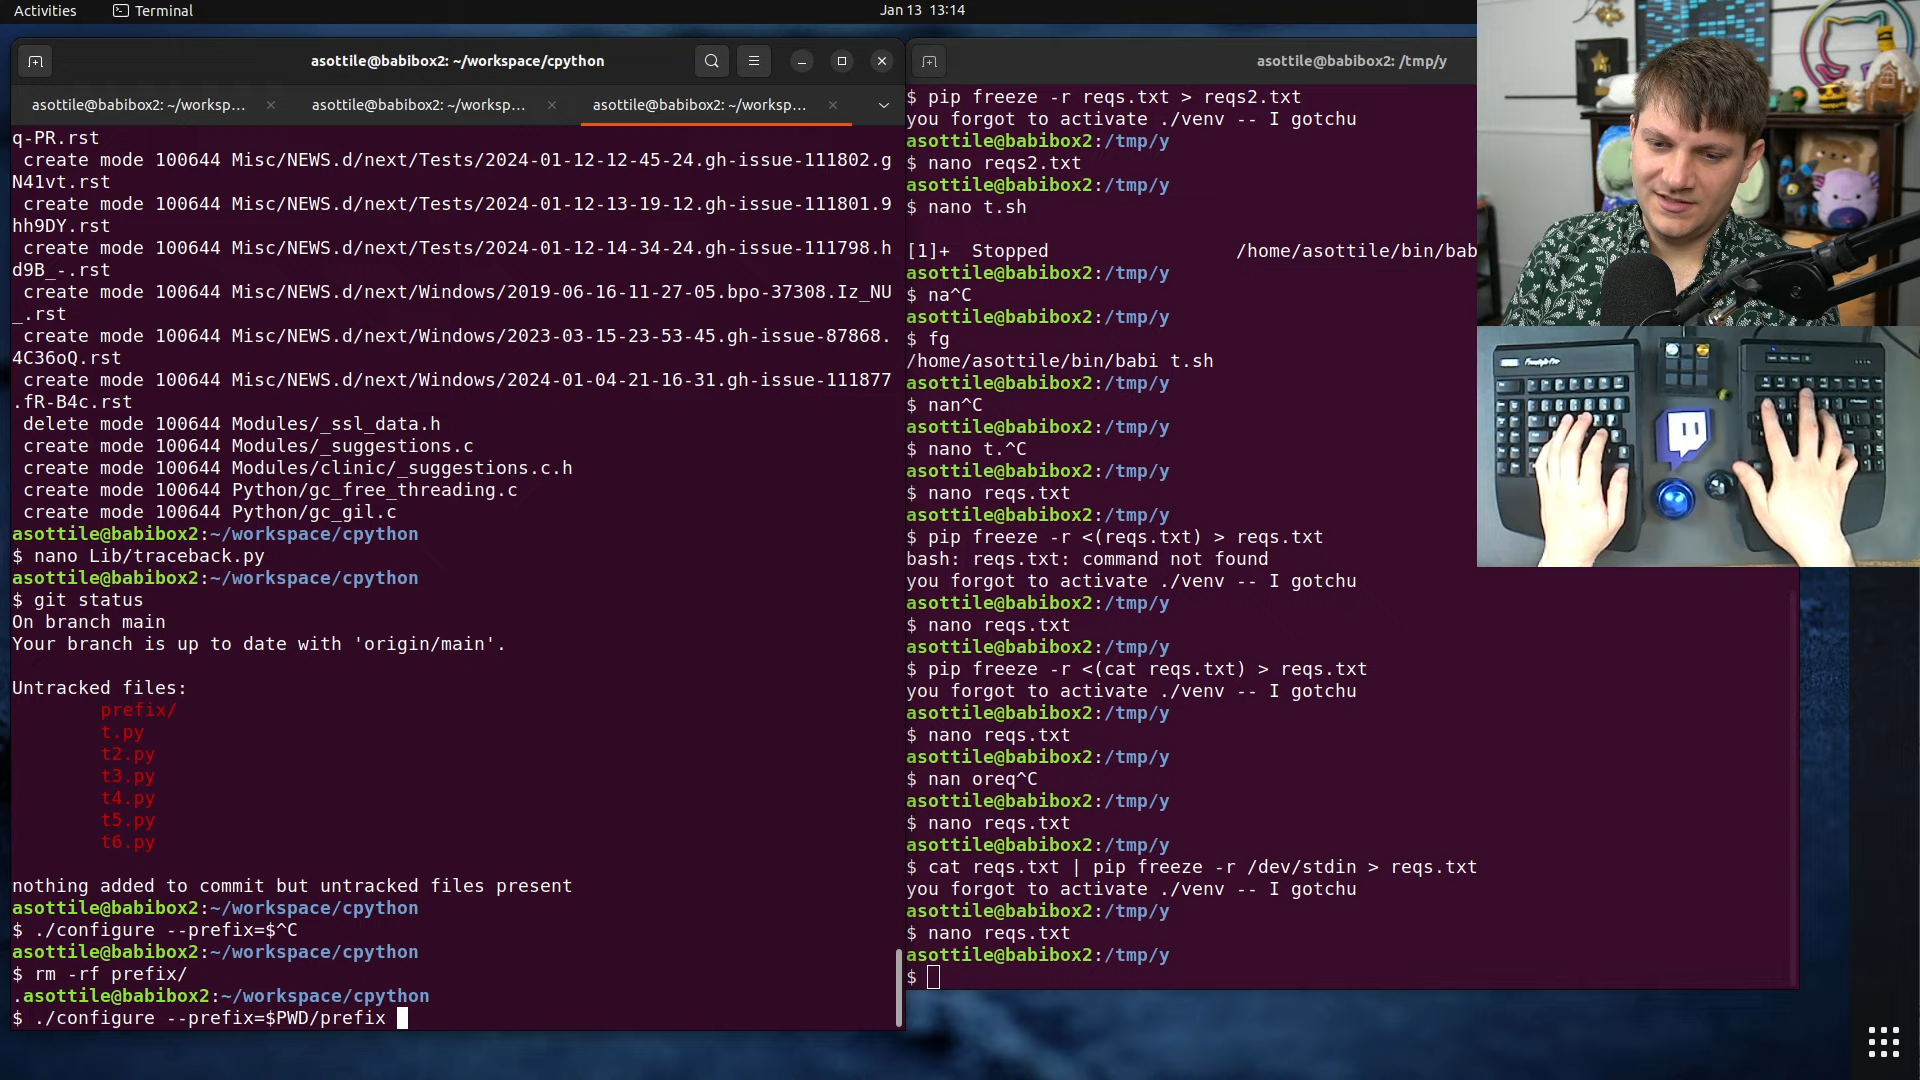 Activities
Terminal
Jan 13 13:14
asottile@babibox2: ~/workspace/cpython
asottile@babibox2: ~/worksp...
asottile@babibox2: ~/worksp...
asottile@babibox2: ~/worksp...
q-PR.rst
create mode 100644 Misc/NEWS.d/next/Tests/2024-01-12-12-45-24.gh-issue-111802.g
N41vt.rst
create mode 100644 Misc/NEWS.d/next/Tests/2024-01-12-13-19-12.gh-issue-111801.9
hh9DY.rst
create mode 100644 Misc/NEWS.d/next/Tests/2024-01-12-14-34-24.gh-issue-111798.h
d9B_-.rst
create mode 100644 Misc/NEWS.d/next/Windows/2019-06-16-11-27-05.bpo-37308.Iz_NU
_.rst
create mode 100644 Misc/NEWS.d/next/Windows/2023-03-15-23-53-45.gh-issue-87868.
4C36oQ.rst
create mode 100644 Misc/NEWS.d/next/Windows/2024-01-04-21-16-31.gh-issue-111877
.fR-B4c.rst
delete mode 100644 Modules/_ssl_data.h
create mode 100644 Modules/_suggestions.c
create mode 100644 Modules/clinic/_suggestions.c.h
create mode 100644 Python/gc_free_threading.c
create mode 100644 Python/gc_gil.c
asottile@babibox2:~/workspace/cpython
$ nano Lib/traceback.py
asottile@babibox2:~/workspace/cpython
$ git status
On branch main
Your branch is up to date with 'origin/main'.
Untracked files:
prefix/
t.py
t2.py
t3.py
t4.py
t5.py
t6.py
nothing added to commit but untracked files present
asottile@babibox2:~/workspace/cpython
$ ./configure --prefix=$^C
asottile@babibox2:~/workspace/cpython
$ rm -rf prefix/
.asottile@babibox2:~/workspace/cpython
$ ./configure --prefix=$PWD/prefix
asottile@babibox2: /tmp/y
$ pip freeze -r reqs.txt > reqs2.txt
you forgot to activate ./venv -- I gotchu
asottile@babibox2:/tmp/y
$ nano reqs2.txt
asottile@babibox2:/tmp/y
$ nano t.sh
[1]+  Stopped                 /home/asottile/bin/bab
asottile@babibox2:/tmp/y
$ na^C
asottile@babibox2:/tmp/y
$ fg
/home/asottile/bin/babi t.sh
asottile@babibox2:/tmp/y
$ nan^C
asottile@babibox2:/tmp/y
$ nano t.^C
asottile@babibox2:/tmp/y
$ nano reqs.txt
asottile@babibox2:/tmp/y
$ pip freeze -r <(reqs.txt) > reqs.txt
bash: reqs.txt: command not found
you forgot to activate ./venv -- I gotchu
asottile@babibox2:/tmp/y
$ nano reqs.txt
asottile@babibox2:/tmp/y
$ pip freeze -r <(cat reqs.txt) > reqs.txt
you forgot to activate ./venv -- I gotchu
asottile@babibox2:/tmp/y
$ nano reqs.txt
asottile@babibox2:/tmp/y
$ nan oreq^C
asottile@babibox2:/tmp/y
$ nano reqs.txt
asottile@babibox2:/tmp/y
$ cat reqs.txt | pip freeze -r /dev/stdin > reqs.txt
you forgot to activate ./venv -- I gotchu
asottile@babibox2:/tmp/y
$ nano reqs.txt
asottile@babibox2:/tmp/y
$